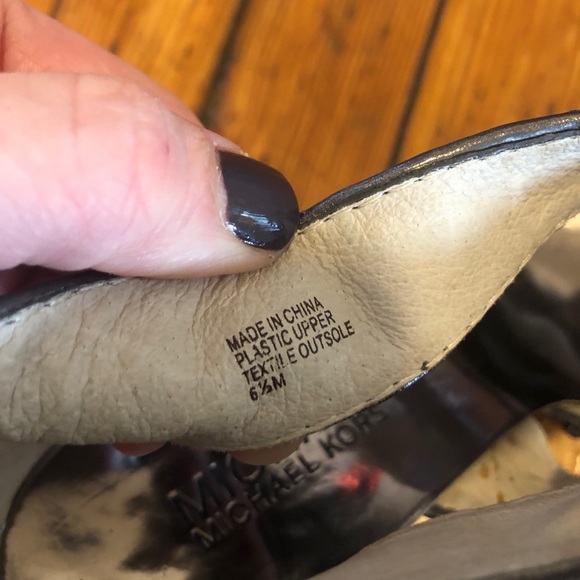 MADE IN CHINA
PLASTIC UPPER
TEXTILE OUTSOLE
6½M
MICHAEL KORS